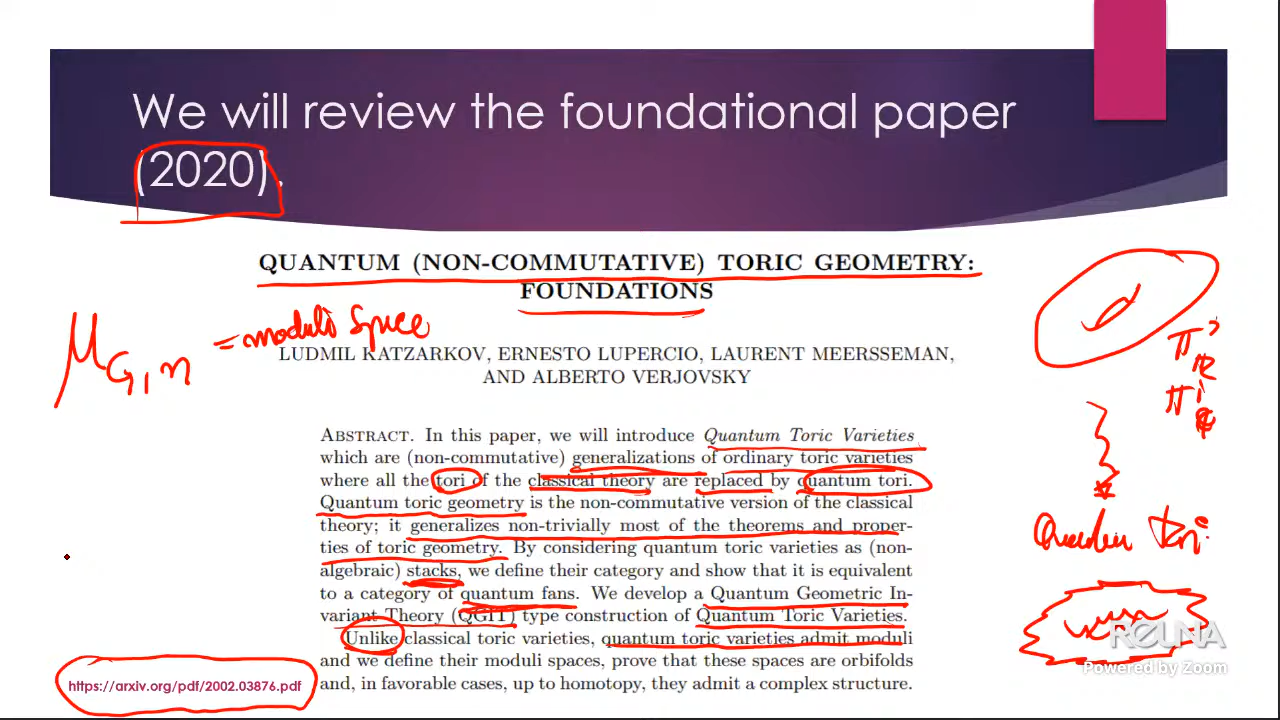 We will review the foundational paper
(2020).
QUANTUM (NON-COMMUTATIVE) TORIC GEOMETRY:
FOUNDATIONS
= moduli space
M G, n
LUDMIL KATZARKOV, ERNESTO LUPERCIO, LAURENT MEERSSEMAN,
AND ALBERTO VERJOVSKY
ABSTRACT. In this paper, we will introduce Quantum Toric Varieties
which are (non-commutative) generalizations of ordinary toric varieties
where all the tori of the classical theory are replaced by quantum tori.
Quantum toric geometry is the non-commutative version of the classical
theory; it generalizes non-trivially most of the theorems and proper-
ties of toric geometry. By considering quantum toric varieties as (non-
algebraic) stacks, we define their category and show that it is equivalent
to a category of quantum fans. We develop a Quantum Geometric In-
variant Theory (QGIT) type construction of Quantum Toric Varieties.
Unlike classical toric varieties, quantum toric varieties admit moduli
and we define their moduli spaces, prove that these spaces are orbifolds
and, in favorable cases, up to homotopy, they admit a complex structure.
Quantum tori
https://arxiv.org/pdf/2002.03876.pdf
REUNA
Powered by Zoom